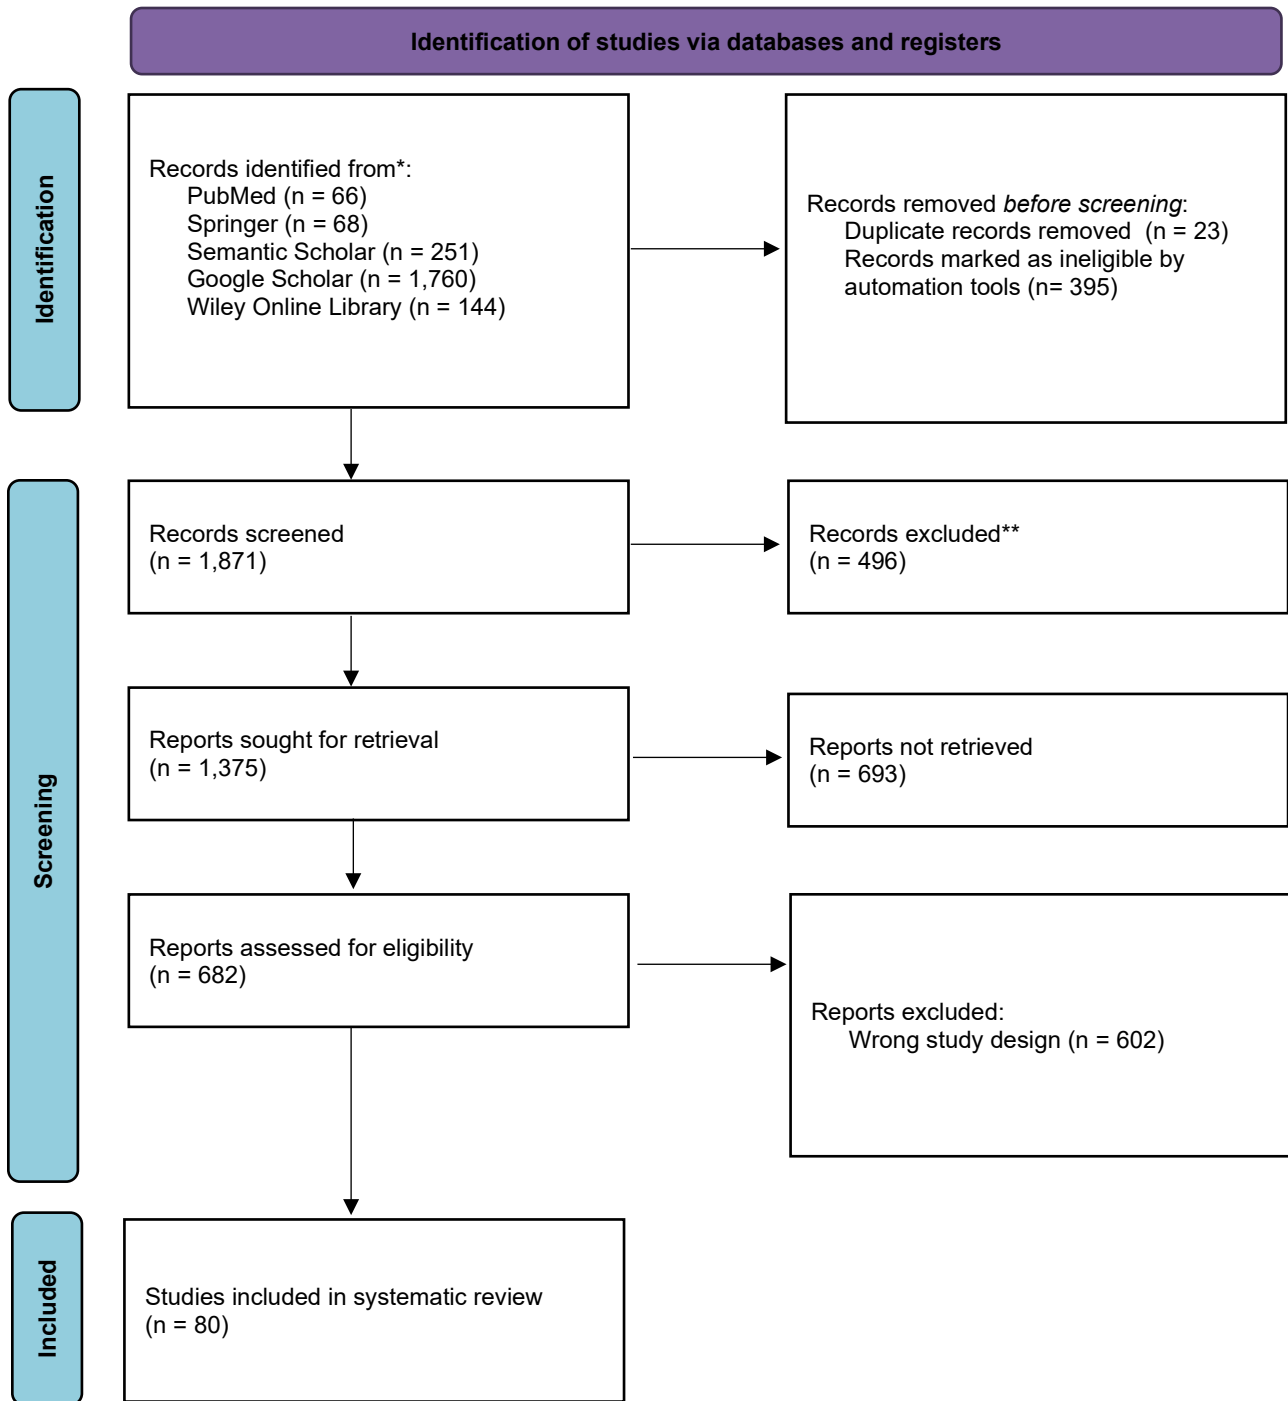 Identification of studies via databases and registers
Identification
Records identified from*:
PubMed (n = 66)
Springer (n = 68)
Semantic Scholar (n = 251)
Google Scholar (n = 1,760)
Wiley Online Library (n = 144)
Records removed before screening:
Duplicate records removed (n = 23)
Records marked as ineligible by
automation tools (n= 395)
Screening
Records screened
(n = 1,871)
Records excluded**
(n = 496)
Reports sought for retrieval
(n = 1,375)
Reports not retrieved
(n = 693)
Reports assessed for eligibility
(n = 682)
Reports excluded:
Wrong study design (n = 602)
Included
Studies included in systematic review
(n = 80)